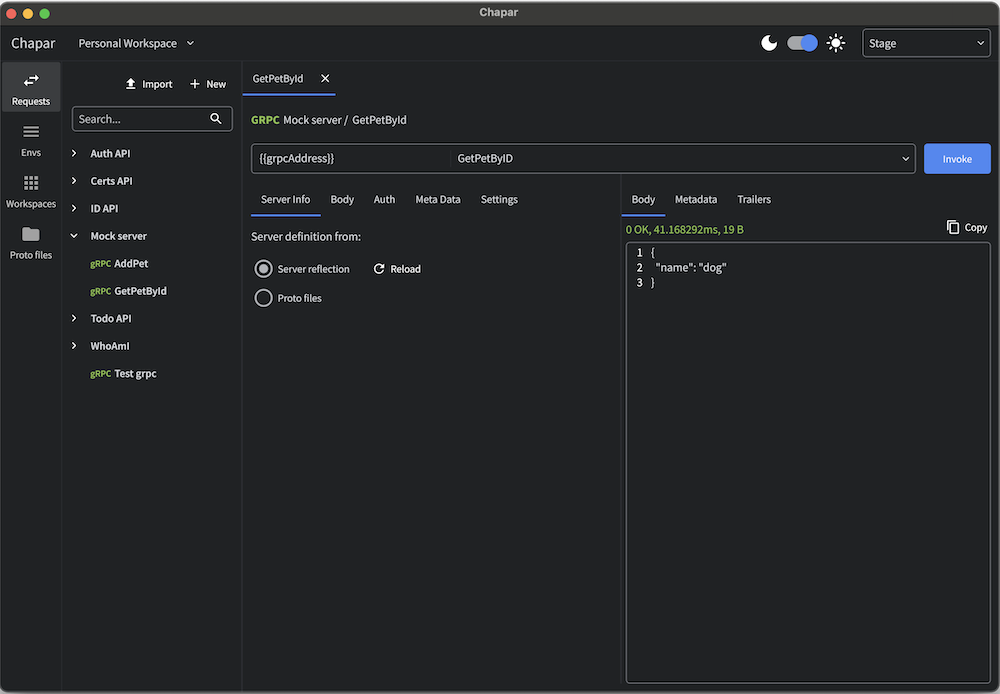 Chapar
Chapar Personal Workspace Stage
Import New
Requests
Search...
Envs
Workspaces
Proto files
Auth API
Certs API
ID API
Mock server
gRPC AddPet
gRPC GetPetById
Todo API
WhoAmI
gRPC Test grpc
GetPetById
GRPC Mock server / GetPetById
{{grpcAddress}} GetPetByID Invoke
Server Info Body Auth Meta Data Settings
Server definition from:
Server reflection Reload
Proto files
Body Metadata Trailers
0 OK, 41.168292ms, 19 B Copy
1 {
2 "name": "dog"
3 }